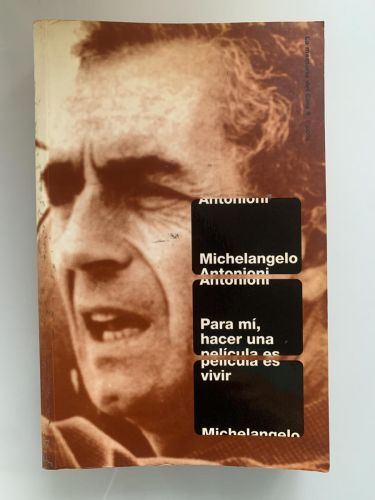 Antonioni
Michelangelo
Antonioni
Antonioni
Para mí,
hacer una
película es
película es
vivir
Michelangelo